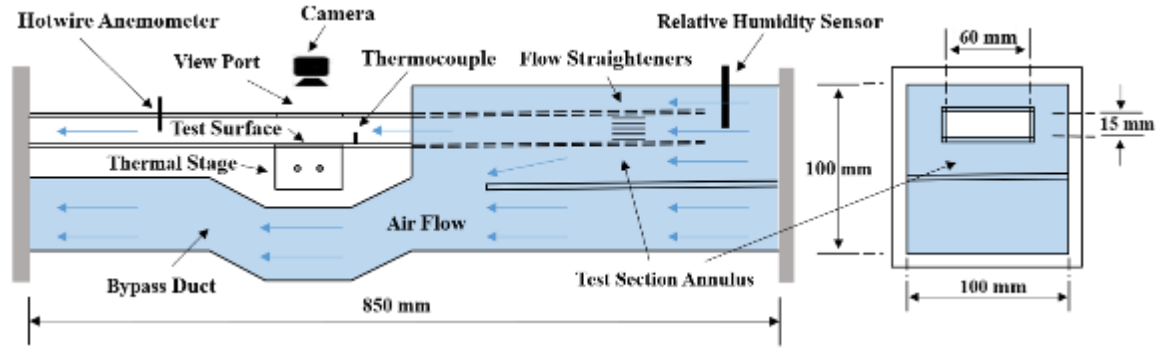 Hotwire Anemometer
Camera
Relative Humidity Sensor
View Port
Thermocouple
Flow Straighteners
60 mm
Test Surface
15 mm
Thermal Stage
100 mm
Air Flow
Bypass Duct
Test Section Annulus
100 mm
850 mm